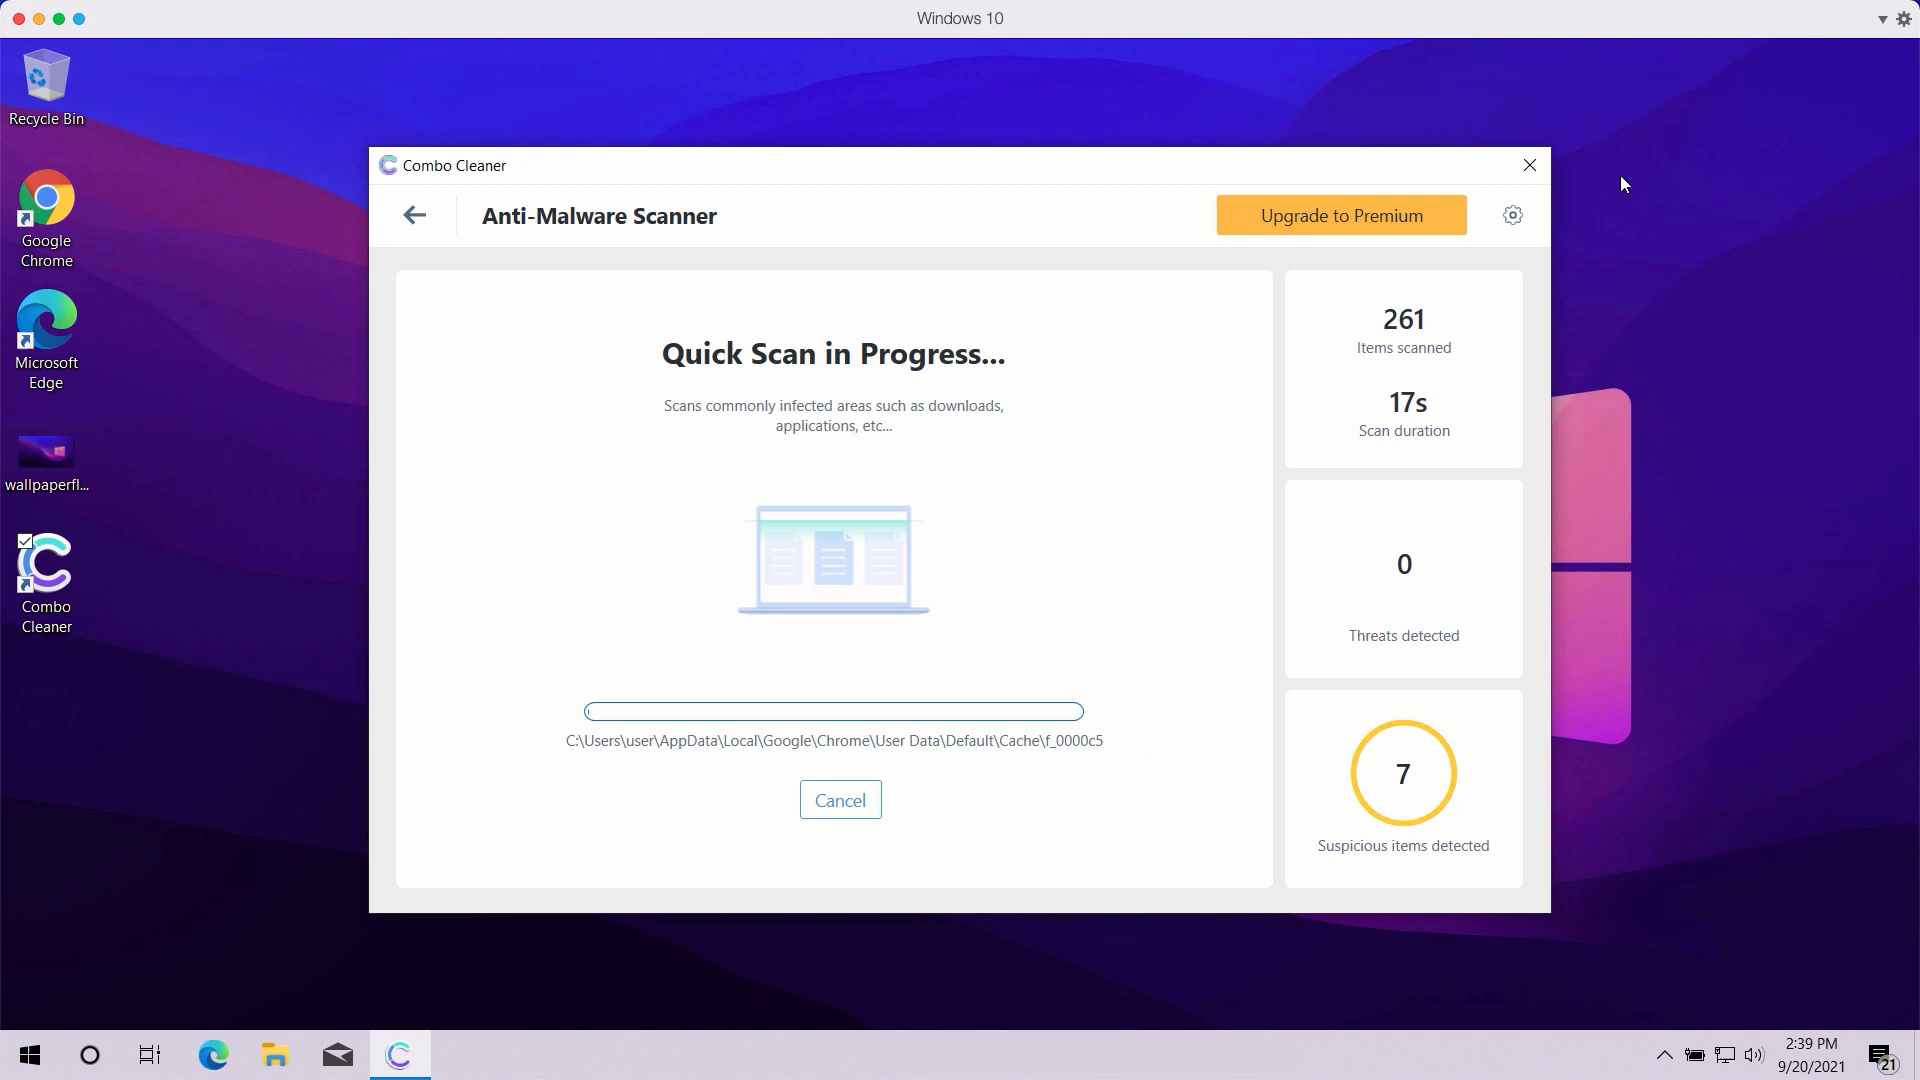 Windows 10
Recycle Bin
Google
Chrome
Microsoft
Edge
wallpaperfl...
Combo
Cleaner
Combo Cleaner
Anti-Malware Scanner
Upgrade to Premium
Quick Scan in Progress...
Scans commonly infected areas such as downloads,
applications, etc...
C:\Users\user\AppData\Local\Google\Chrome\User Data\Default\Cache\f_0000c5
Cancel
261
Items scanned
17s
Scan duration
0
Threats detected
7
Suspicious items detected
2:39 PM
9/20/2021
21